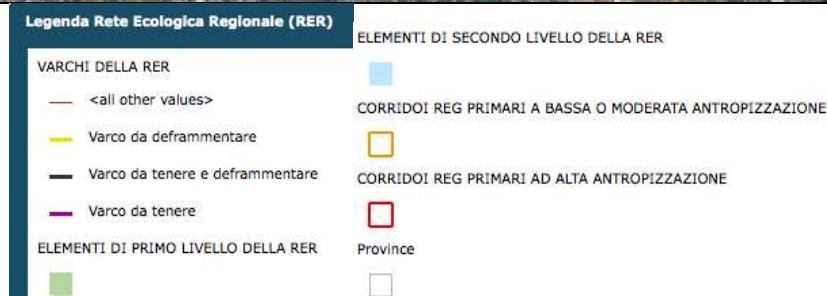 Legenda Rete Ecologica Regionale (RER)
VARCHI DELLA RER
<all other values>
Varco da deframmentare
Varco da tenere e deframmentare
Varco da tenere
ELEMENTI DI PRIMO LIVELLO DELLA RER
ELEMENTI DI SECONDO LIVELLO DELLA RER
CORRIDOI REG PRIMARI A BASSA O MODERATA ANTROPIZZAZIONE
CORRIDOI REG PRIMARI AD ALTA ANTROPIZZAZIONE
Province